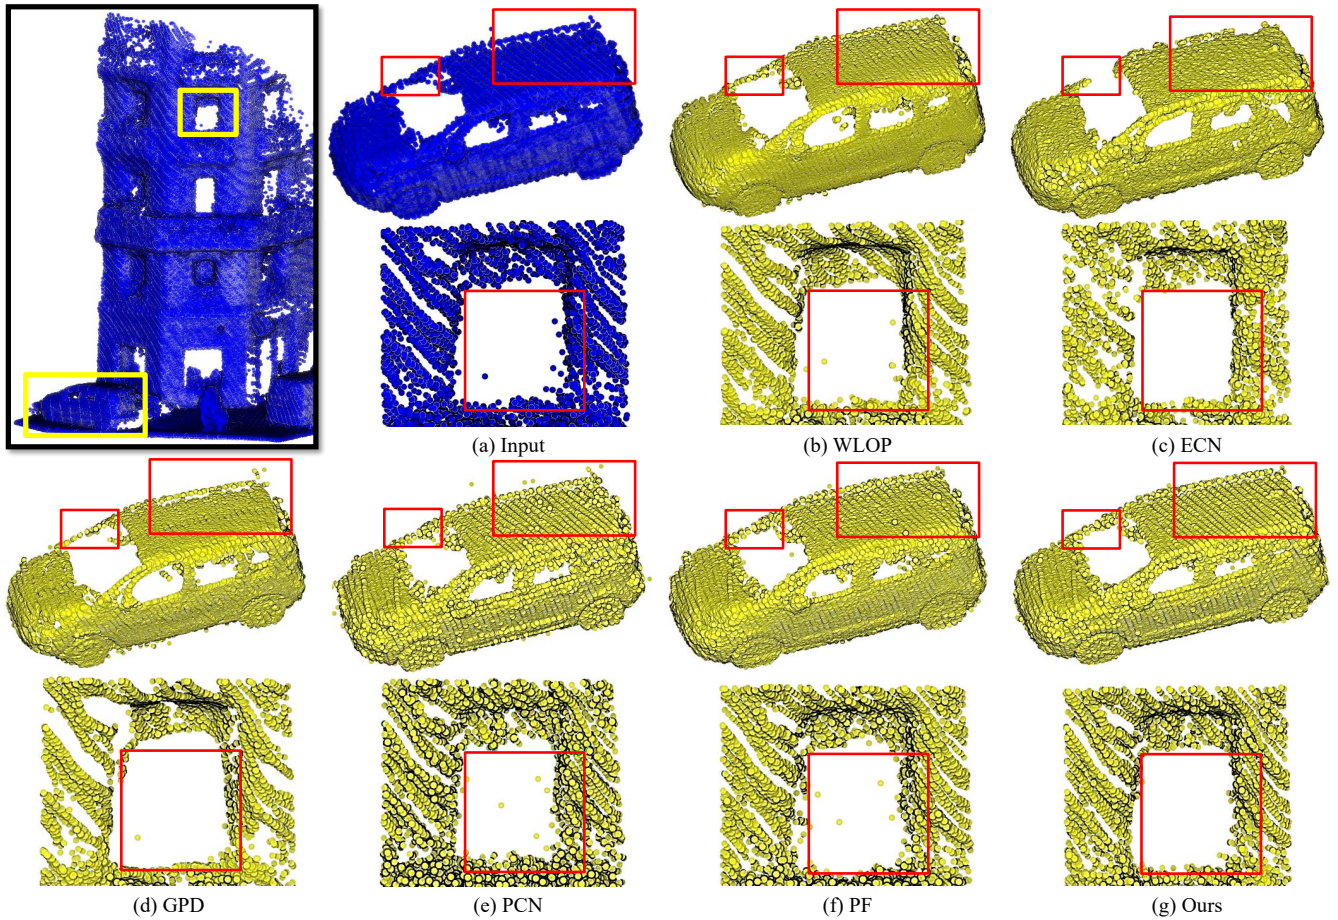 (a) Input
(b) WLOP
(c) ECN
(d) GPD
(e) PCN
(f) PF
(g) Ours